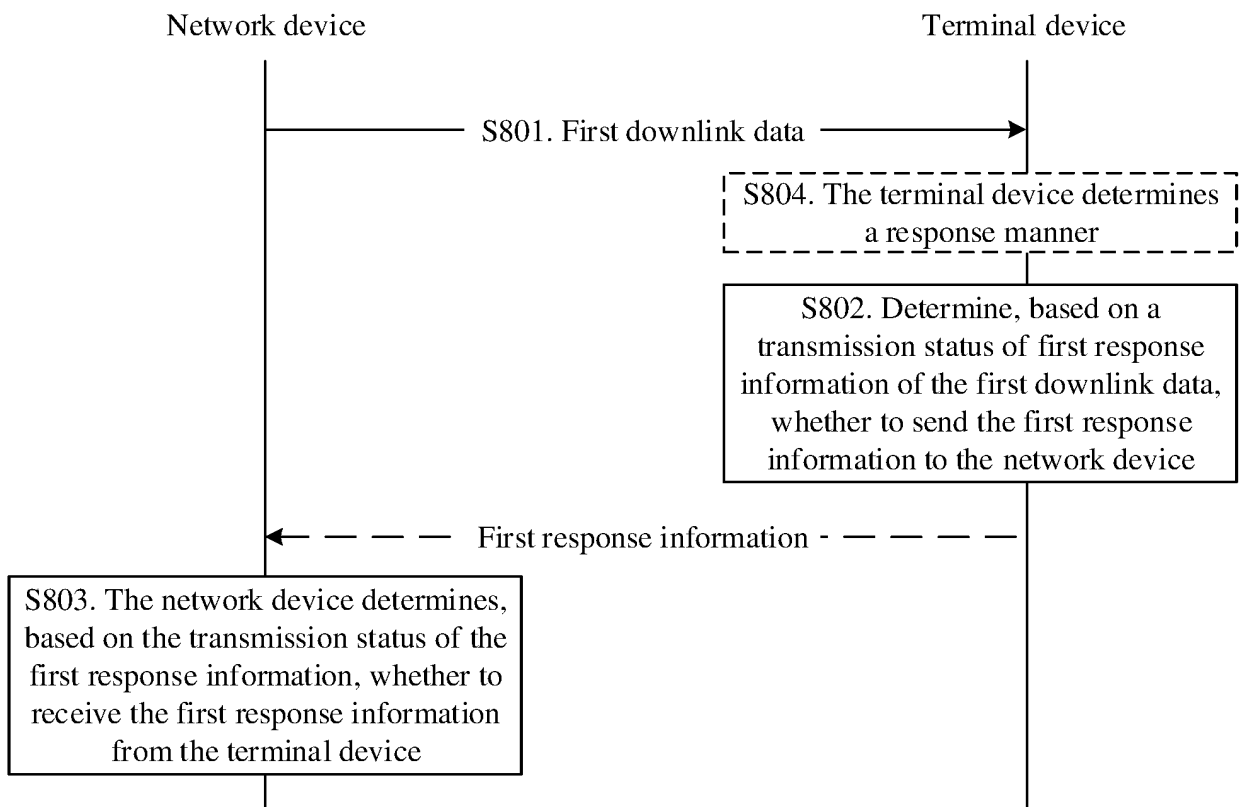 Network device
Terminal device
S801. First downlink data
S804. The terminal device determines
a response manner
S802. Determine, based on a
transmission status of first response
information of the first downlink data,
whether to send the first response
information to the network device
First response information
S803. The network device determines,
based on the transmission status of the
first response information, whether to
receive the first response information
from the terminal device